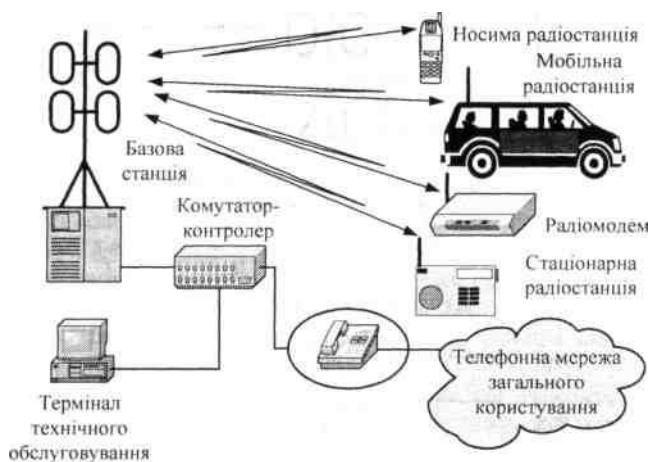 Носима радіостанція
Мобільна
радіостанція
Базова
станція
Комутатор-
контролер
Радіомодем
Стаціонарна
радіостанція
Телефонна мережа
загального
користування
Термінал
технічного
обслуговування